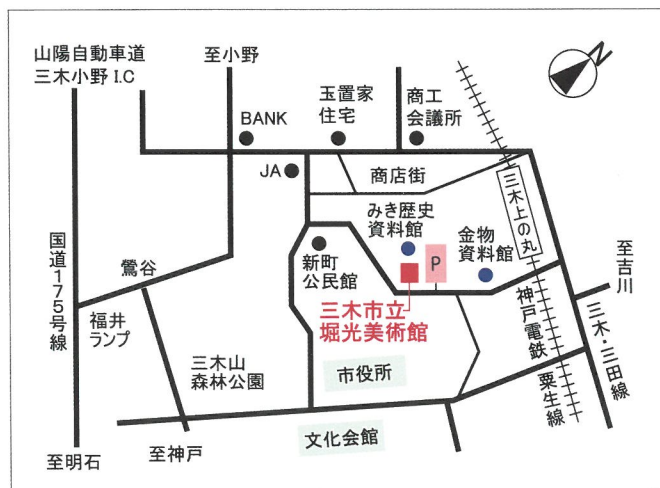 山陽自動車道
三木小野I.C
至小野
BANK
玉置家
住宅
商工
会議所
N
JA
商店街
三木上の丸
みき歴史
資料館
金物
資料館
P
新町
公民館
三木市立
堀光美術館
国道175号線
鶯谷
福井
ランプ
三木山
森林公園
市役所
文化会館
至明石
至神戸
神戸電鉄
粟生線
至吉川
三木・三田線